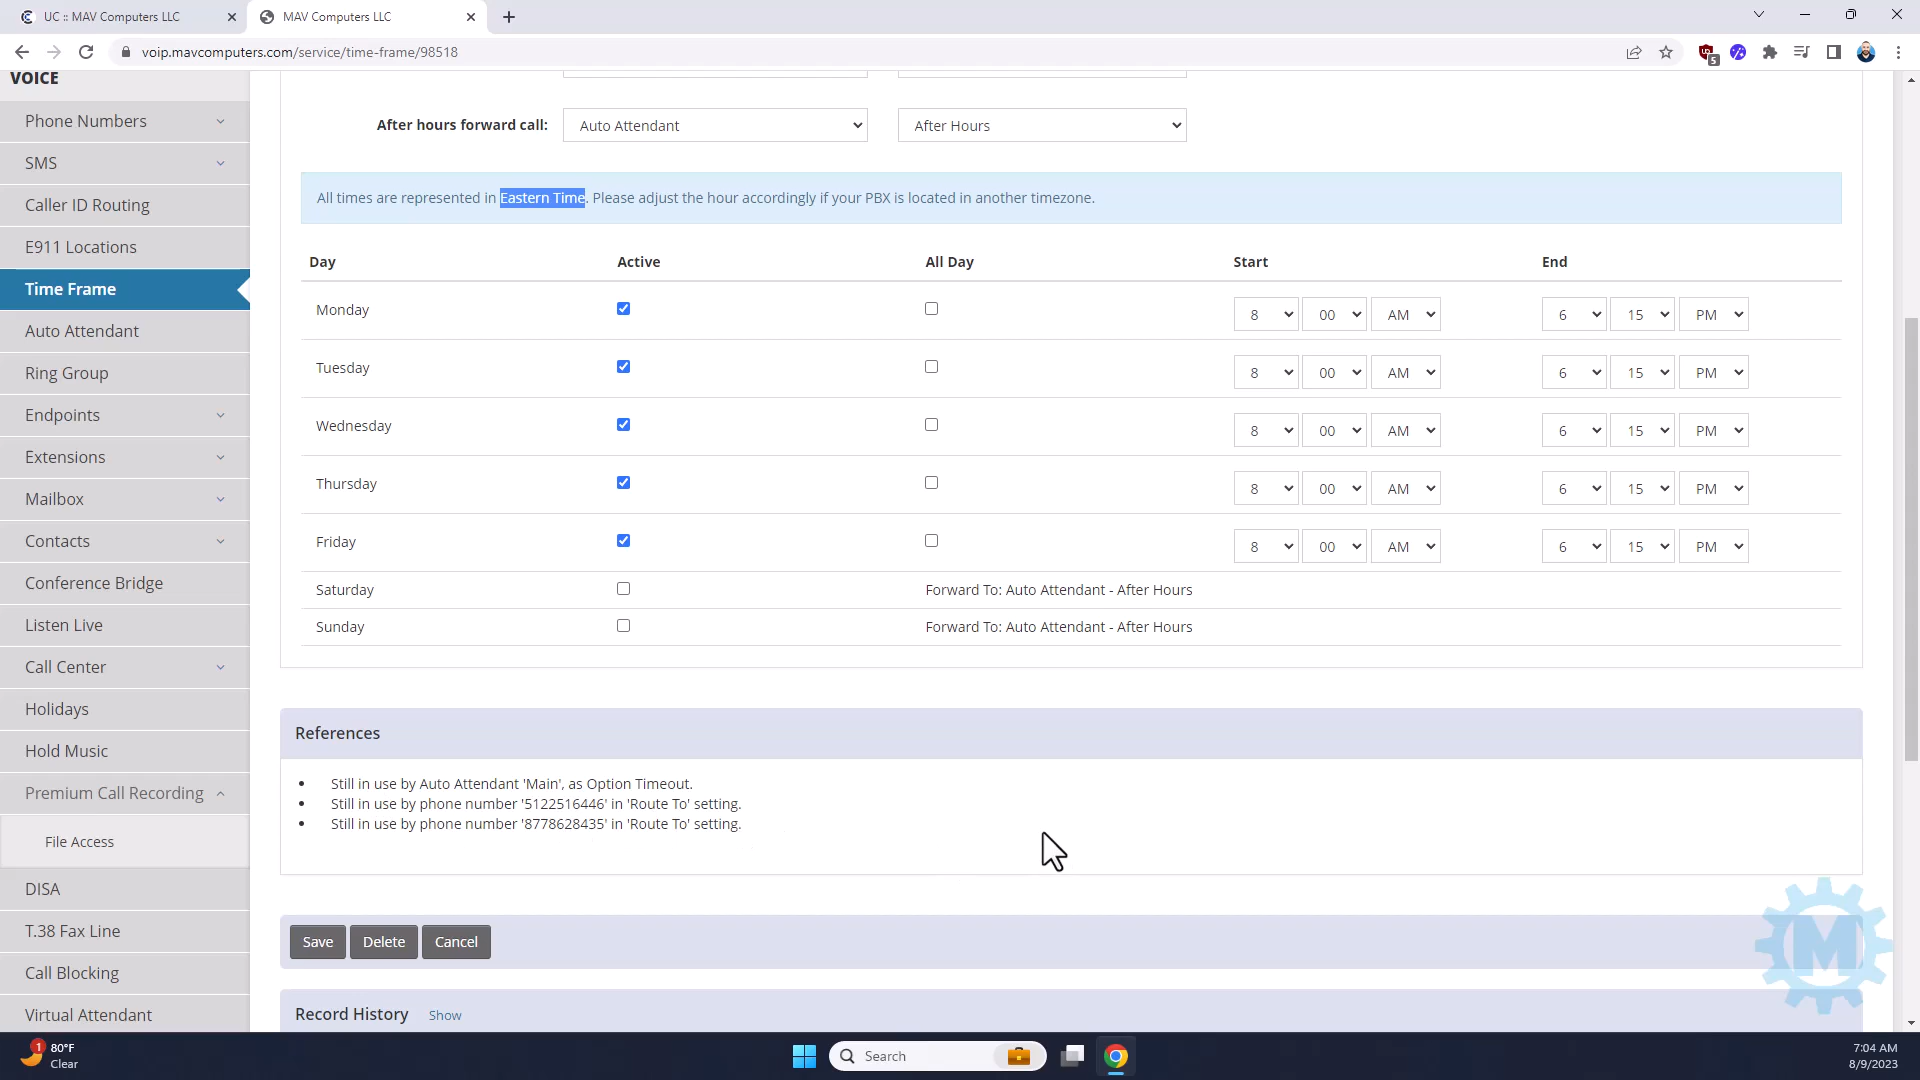 UC :: MAV Computers LLC
MAV Computers LLC
voip.mavcomputers.com/service/time-frame/98518
5
VOICE
Phone Numbers
SMS
Caller ID Routing
E911 Locations
Time Frame
Auto Attendant
Ring Group
Endpoints
Extensions
Mailbox
Contacts
Conference Bridge
Listen Live
Call Center
Holidays
Hold Music
Premium Call Recording
File Access
DISA
T.38 Fax Line
Call Blocking
Virtual Attendant
After hours forward call: Auto Attendant After Hours
All times are represented in Eastern Time. Please adjust the hour accordingly if your PBX is located in another timezone.
Day Active All Day Start End
Monday 8 00 AM 6 15 PM
Tuesday 8 00 AM 6 15 PM
Wednesday 8 00 AM 6 15 PM
Thursday 8 00 AM 6 15 PM
Friday 8 00 AM 6 15 PM
Saturday Forward To: Auto Attendant - After Hours
Sunday Forward To: Auto Attendant - After Hours
References
• Still in use by Auto Attendant 'Main', as Option Timeout.
• Still in use by phone number '5122516446' in 'Route To' setting.
• Still in use by phone number '8778628435' in 'Route To' setting.
Save Delete Cancel
M
Record History Show
1
80°F
Clear
Search
7:04 AM
8/9/2023